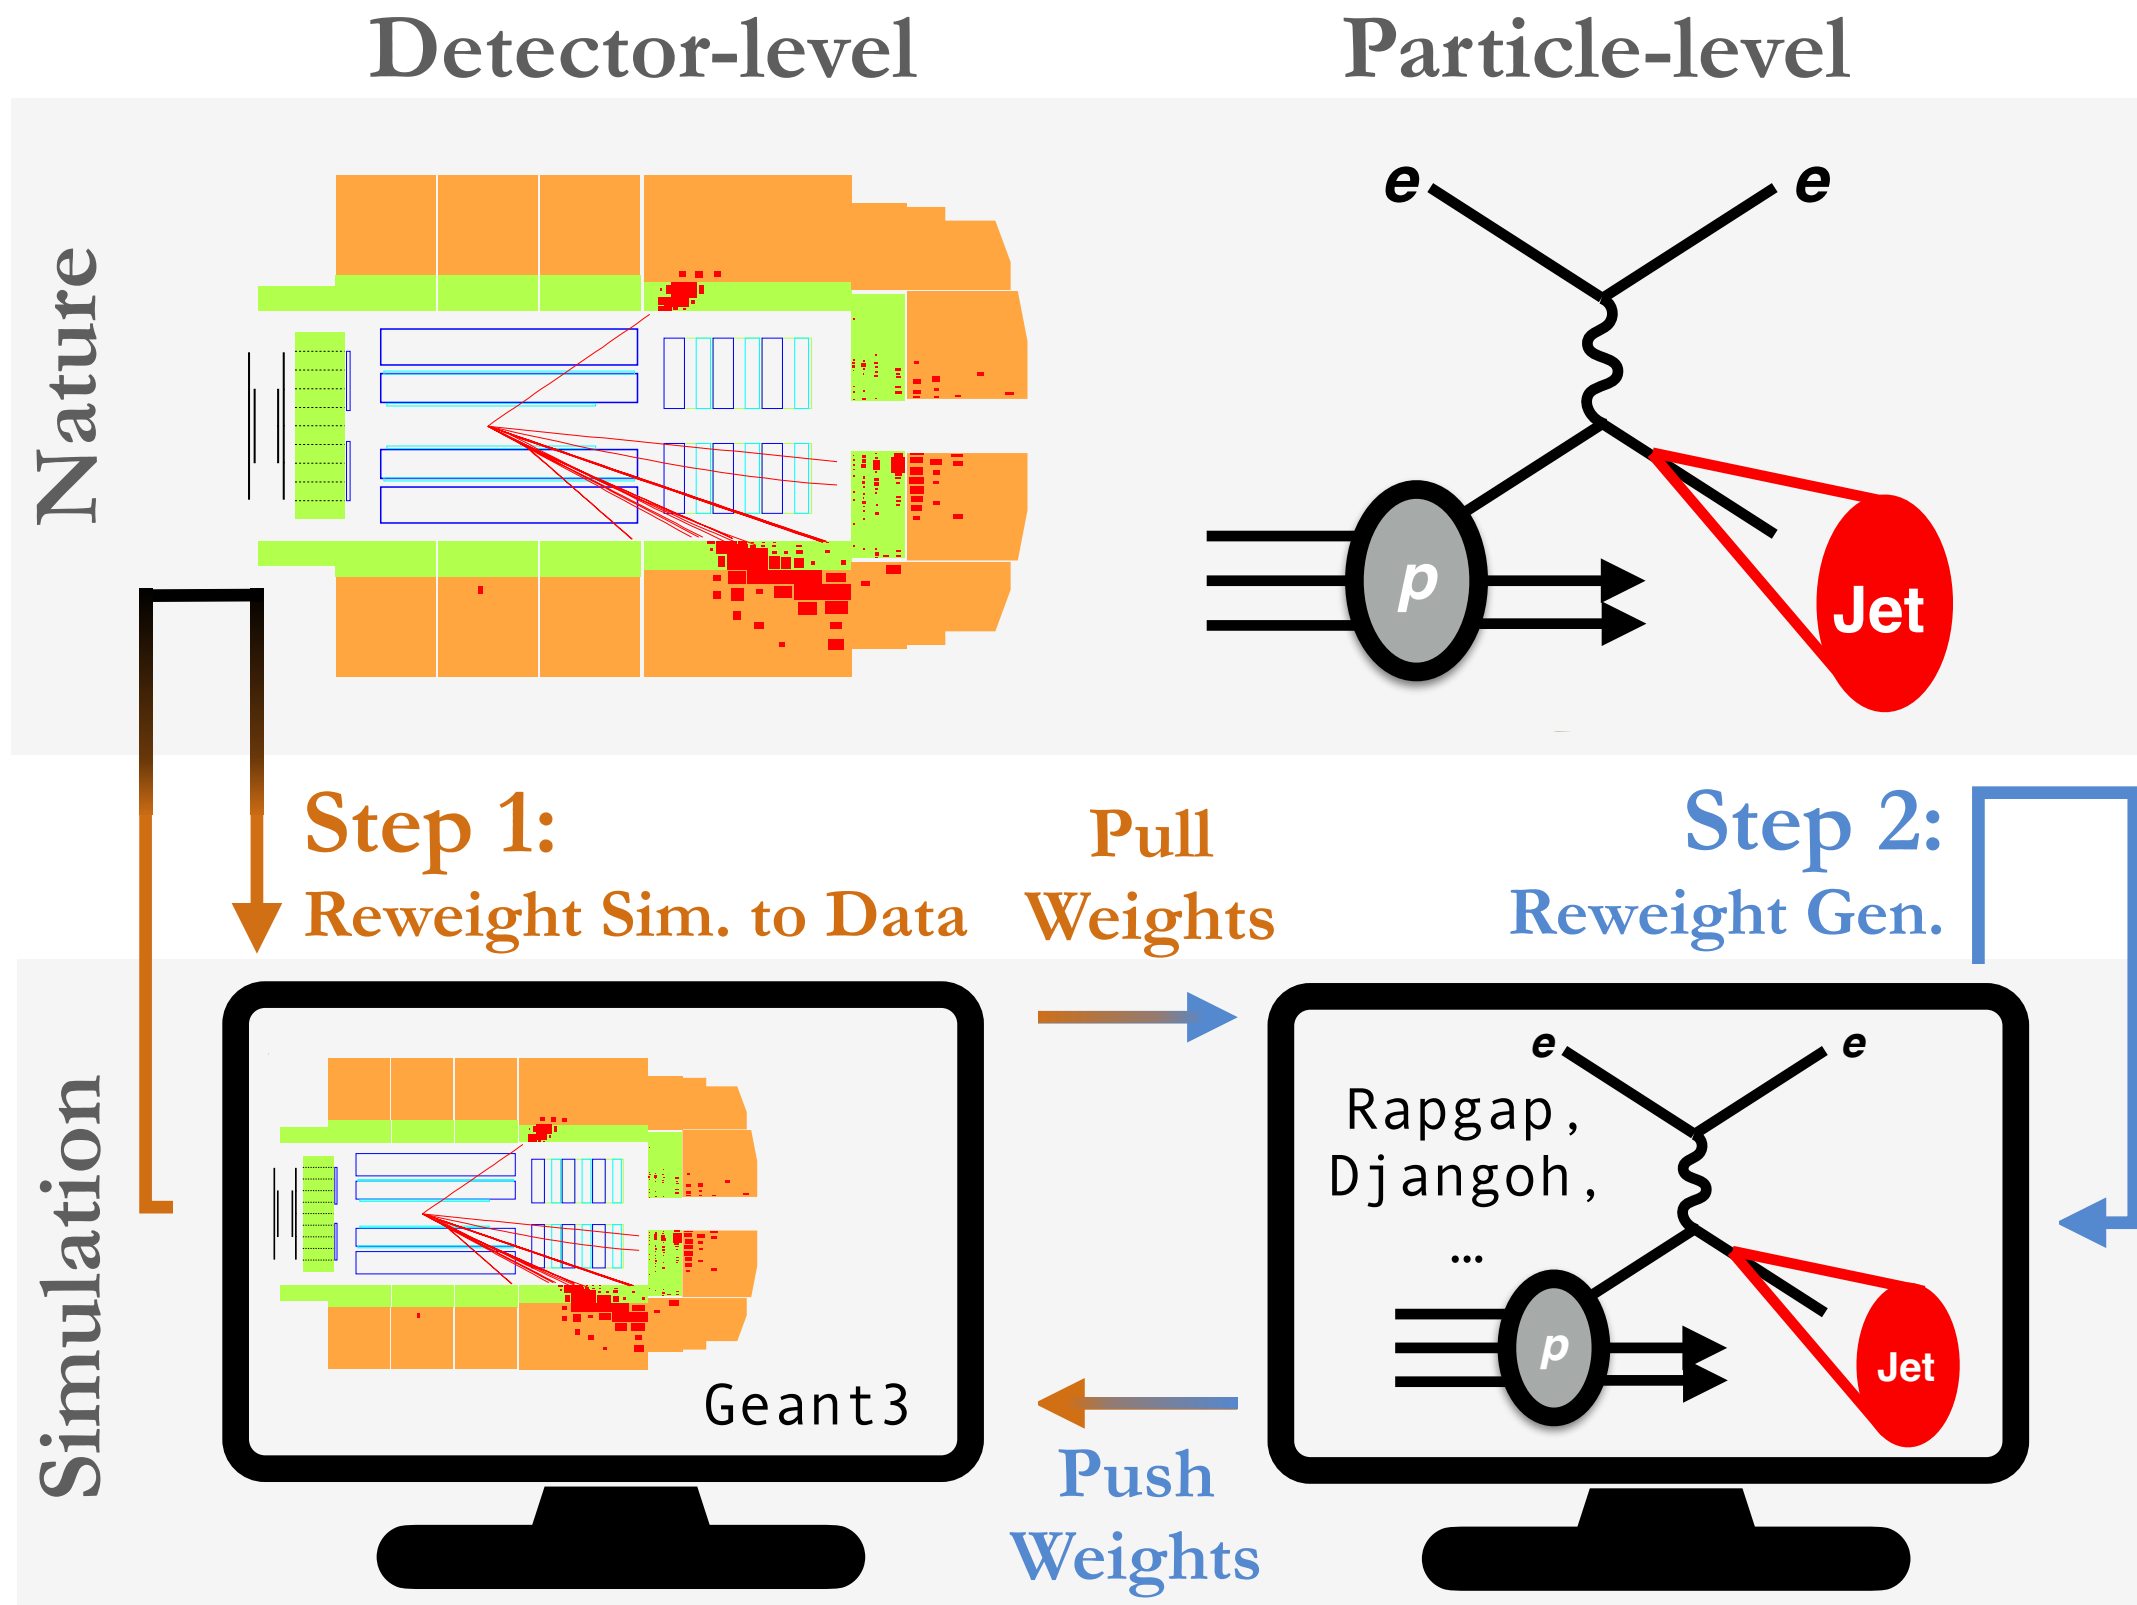 Detector-level
Particle-level
Nature
e
e
p
Jet
Step 1:
Reweight Sim. to Data
Pull
Weights
Step 2:
Reweight Gen.
Simulation
Geant3
e
e
Rapgap,
Djangoh,
...
p
Jet
Push
Weights